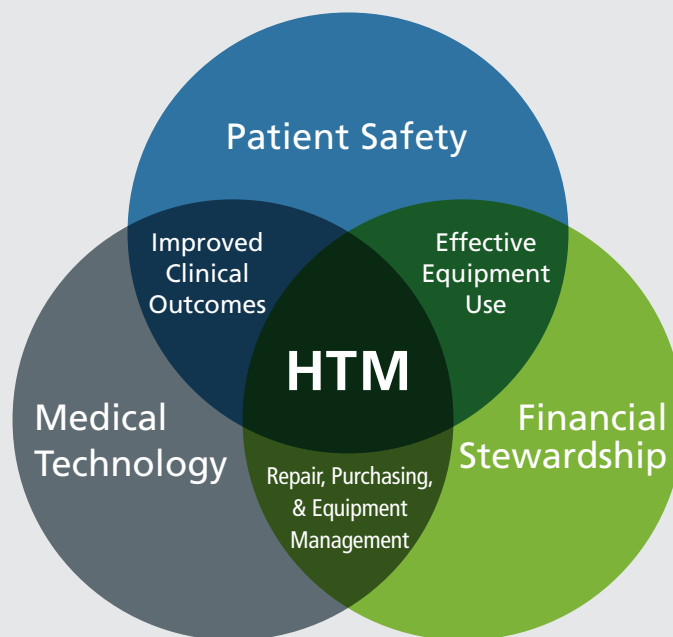 Patient Safety
Improved
Clinical
Outcomes
Effective
Equipment
Use
HTM
Medical
Technology
Financial
Stewardship
Repair, Purchasing,
& Equipment
Management